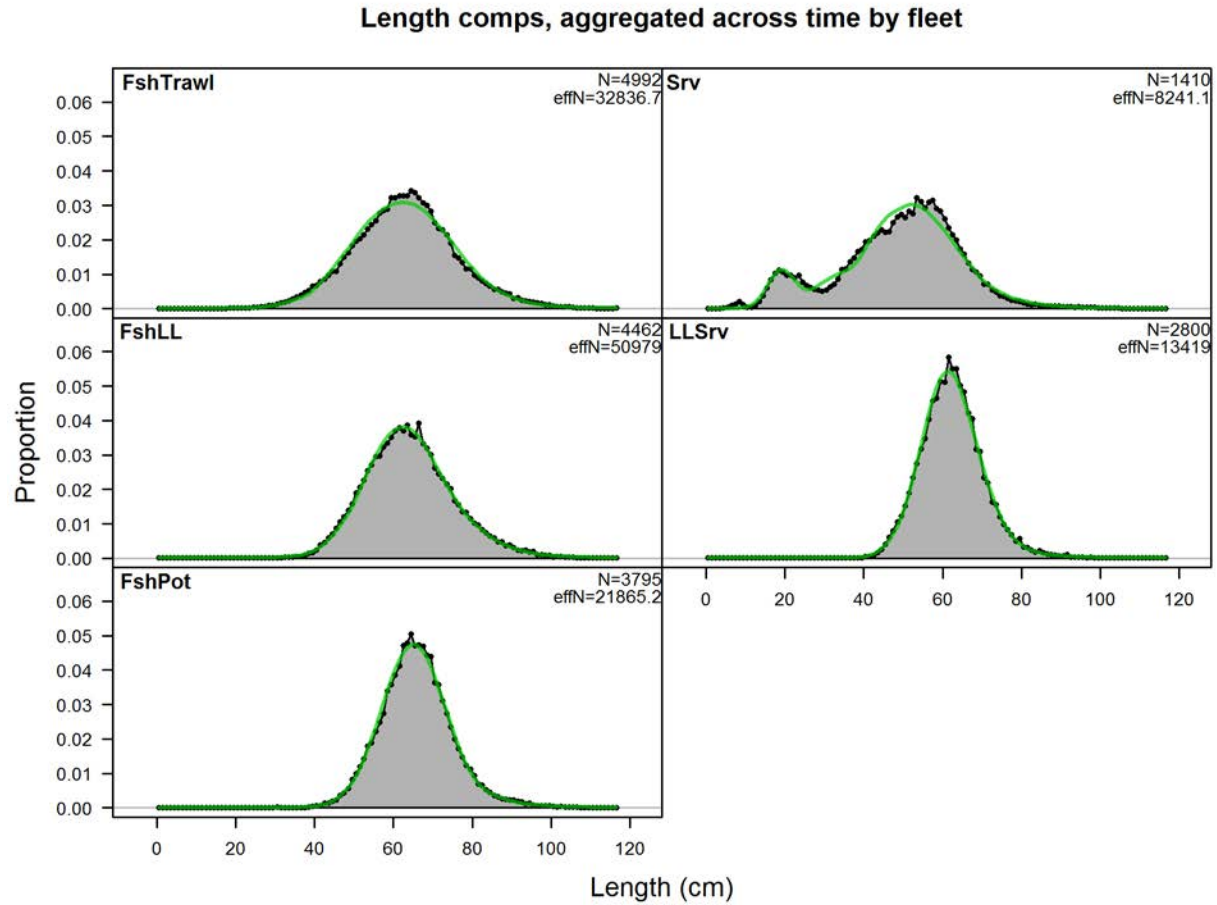 Length comps, aggregated across time by fleet
FshTrawl
N=4992
effN=32836.7
Srv
N=1410
effN=8241.1
0.06
0.05
0.04
0.03
0.02
0.01
0.00
FshLL
N=4462
effN=50979
LLSrv
N=2800
effN=13419
0.06
0.05
0.04
0.03
0.02
0.01
0.00
0 20 40 60 80 100 120
FshPot
N=3795
effN=21865.2
0.06
0.05
0.04
0.03
0.02
0.01
0.00
0 20 40 60 80 100 120
Proportion
Length (cm)